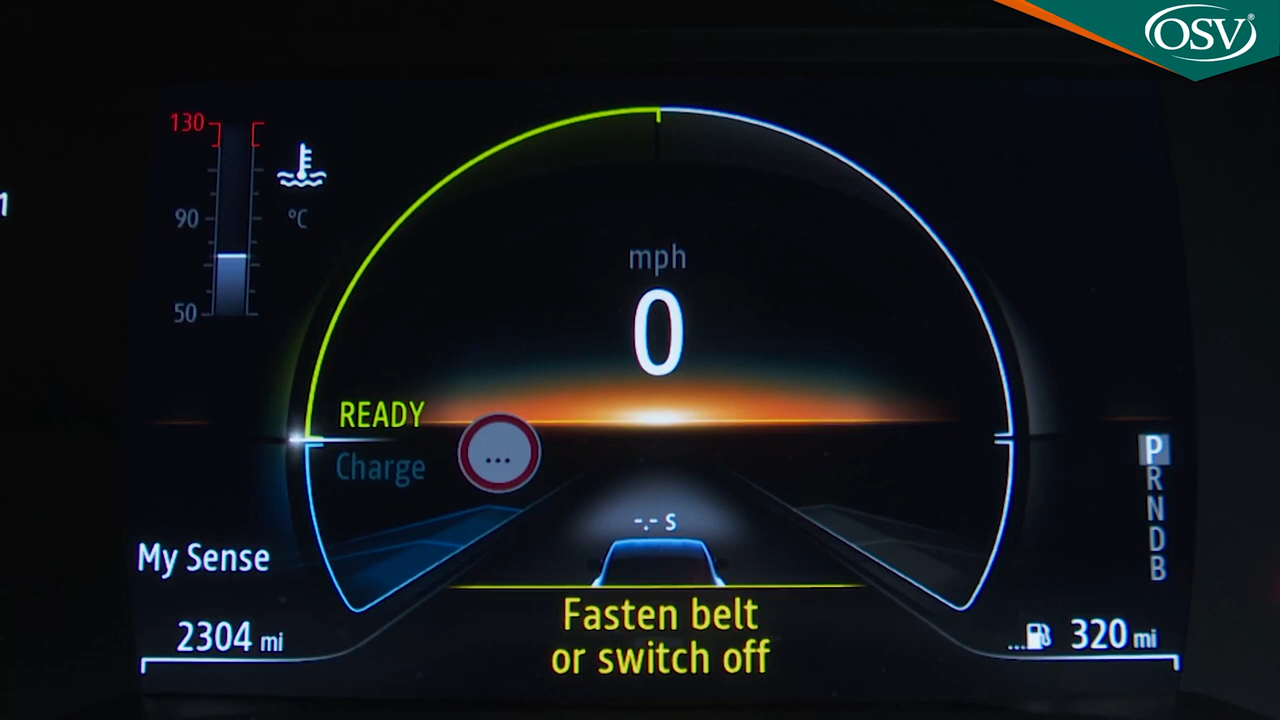 OSV®
130
90
°C
50
1
mph
0
READY
Charge
...
-.- s
P
R
N
D
B
My Sense
2304 mi
Fasten belt
or switch off
... 320 mi